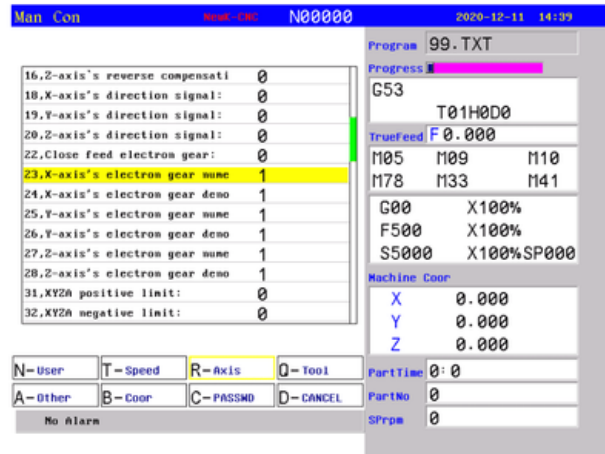 Man Con NewK-CNC N00000 2020-12-11 14:39
Program 99.TXT
Progress
16,Z-axis's reverse compensati 0
18,X-axis's direction signal: 0
19,Y-axis's direction signal: 0
20,Z-axis's direction signal: 0
22,Close feed electron gear: 0
23,X-axis's electron gear nume 1
24,X-axis's electron gear deno 1
25,Y-axis's electron gear nume 1
26,Y-axis's electron gear deno 1
27,Z-axis's electron gear nume 1
28,Z-axis's electron gear deno 1
31,XYZA positive limit: 0
32,XYZA negative limit: 0
G53
T01H0D0
TrueFeed F0.000
M05 M09 M10
M78 M33 M41
G00 X100%
F500 X100%
S5000 X100%SP000
Machine Coor
X 0.000
Y 0.000
Z 0.000
PartTime 0:0
PartNo 0
SPrpm 0
N-User T-Speed R-Axis Q-Tool
A-Other B-Coor C-PASSWD D-CANCEL
No Alarm